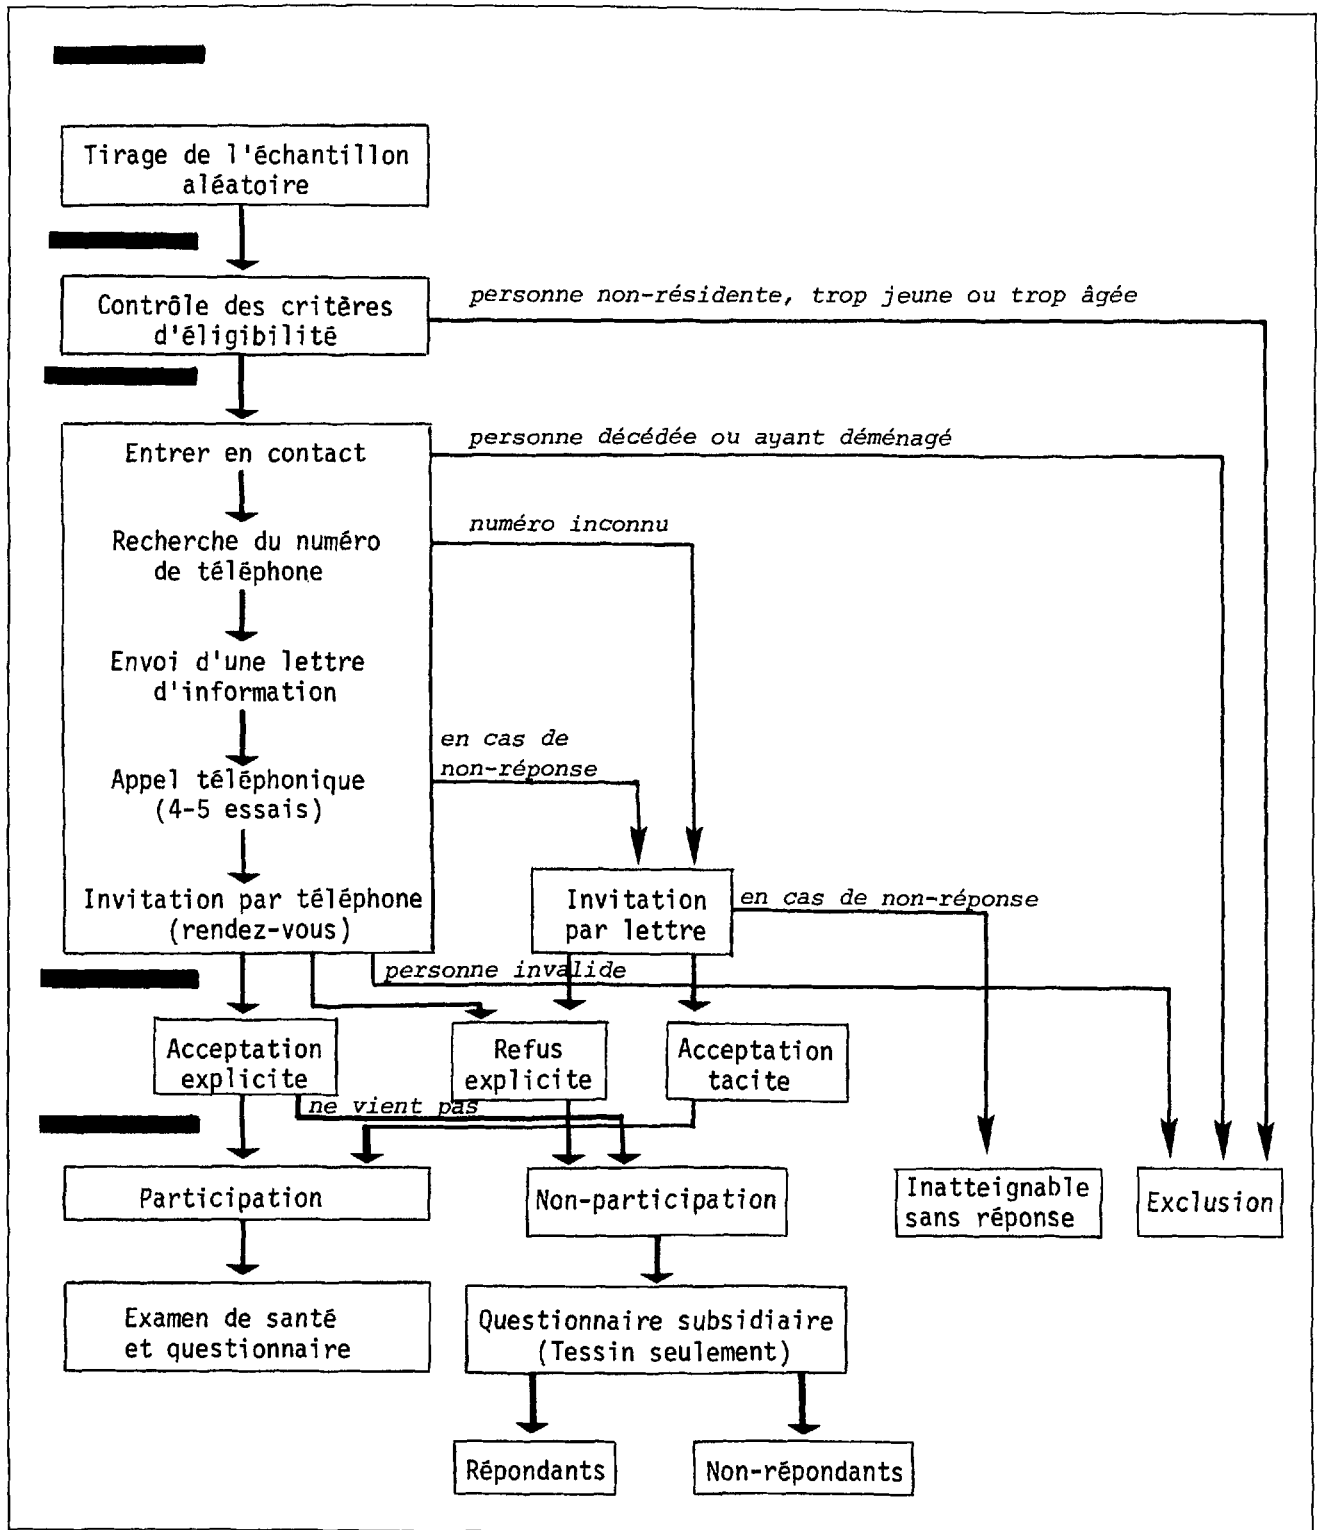 Tirage de l'échantillon
aléatoire
Contrôle des critères
d'éligibilité
personne non-résidente, trop jeune ou trop âgée
Entrer en contact
personne décédée ou ayant déménagé
Recherche du numéro
de téléphone
numéro inconnu
Envoi d'une lettre
d'information
Appel téléphonique
(4-5 essais)
en cas de
non-réponse
Invitation par téléphone
(rendez-vous)
Invitation
par lettre
en cas de non-réponse
personne invalide
Acceptation
explicite
Refus
explicite
Acceptation
tacite
ne vient pas
Participation
Non-participation
Inatteignable
sans réponse
Exclusion
Examen de santé
et questionnaire
Questionnaire subsidiaire
(Tessin seulement)
Répondants
Non-répondants